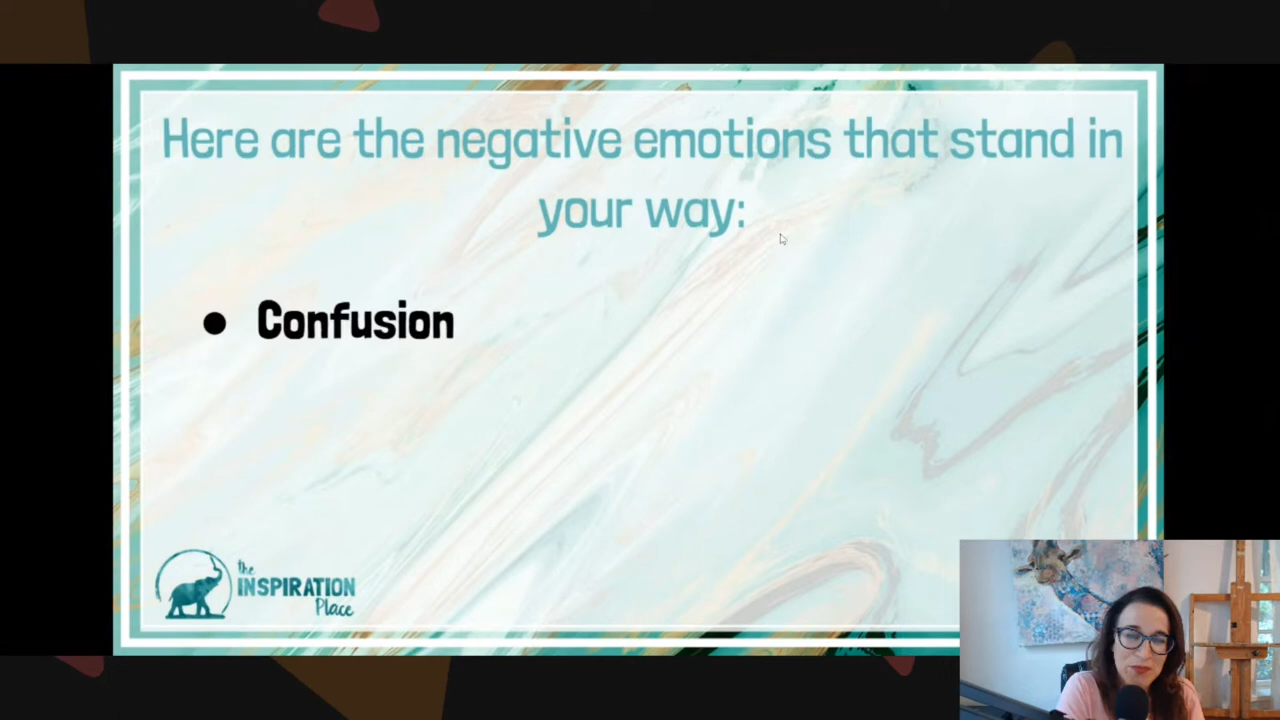 Here are the negative emotions that stand in
your way:
● Confusion
the
INSPIRATION
Place